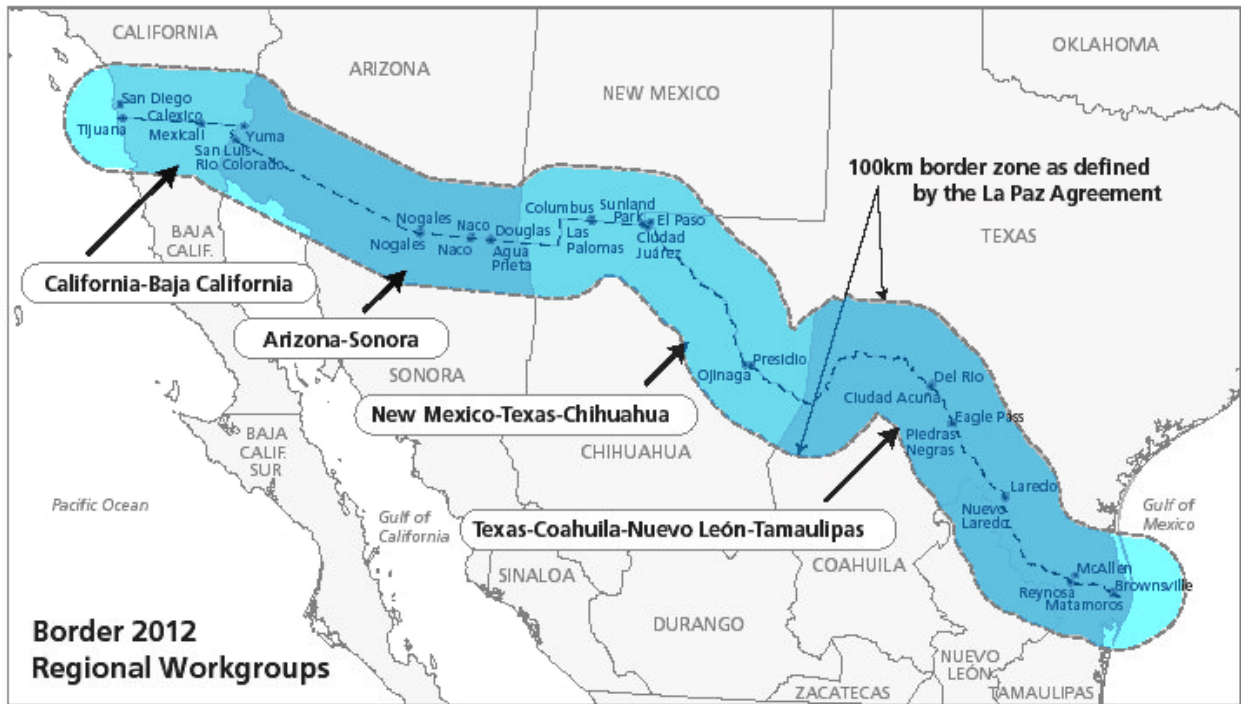 CALIFORNIA
ARIZONA
NEW MEXICO
OKLAHOMA
San Diego
Tijuana
Calexico
Mexicali
Yuma
San Luis
Rio Colorado
100km border zone as defined
by the La Paz Agreement
TEXAS
BAJA
CALIF.
Nogales
Nogales
Naco
Naco
Douglas
Agua
Prieta
Columbus
Las
Palomas
Sunland
Park
El Paso
Ciudad
Juárez
California-Baja California
Arizona-Sonora
SONORA
Ojinaga
Presidio
New Mexico-Texas-Chihuahua
CHIHUAHUA
Del Rio
Ciudad Acuña
Eagle Pass
Piedras
Negras
BAJA
CALIF.
SUR
Pacific Ocean
Gulf of
California
Laredo
Nuevo
Laredo
Gulf of
Mexico
Texas-Coahuila-Nuevo León-Tamaulipas
SINALOA
COAHUILA
McAllen
Reynosa
Brownsville
Matamoros
DURANGO
Border 2012
Regional Workgroups
NUEVO
LEÓN
ZACATECAS
TAMAULIPAS